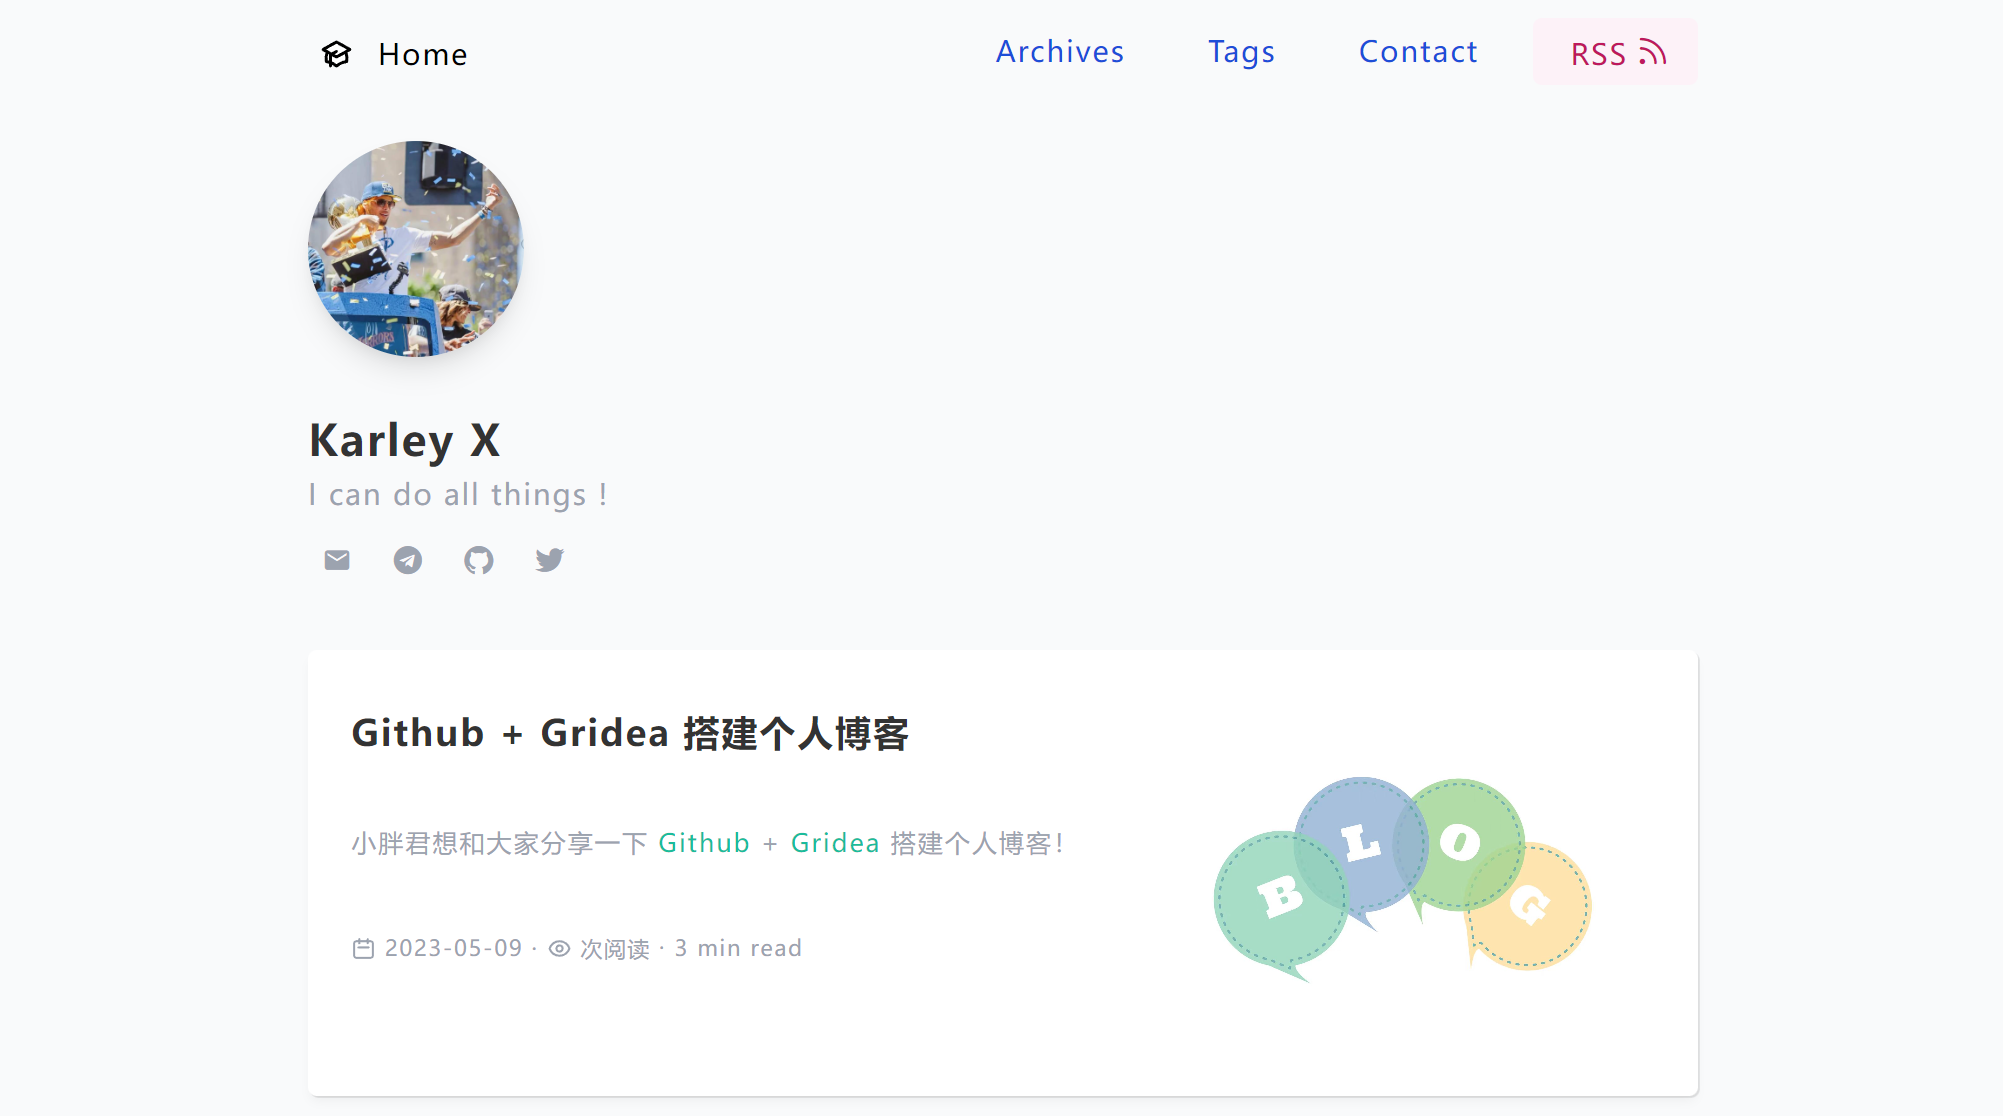 Home
Archives
Tags
Contact
RSS
Karley X
I can do all things !
Github + Gridea 搭建个人博客
小胖君想和大家分享一下 Github + Gridea 搭建个人博客！
2023-05-09 · 次阅读 · 3 min read
BLOG